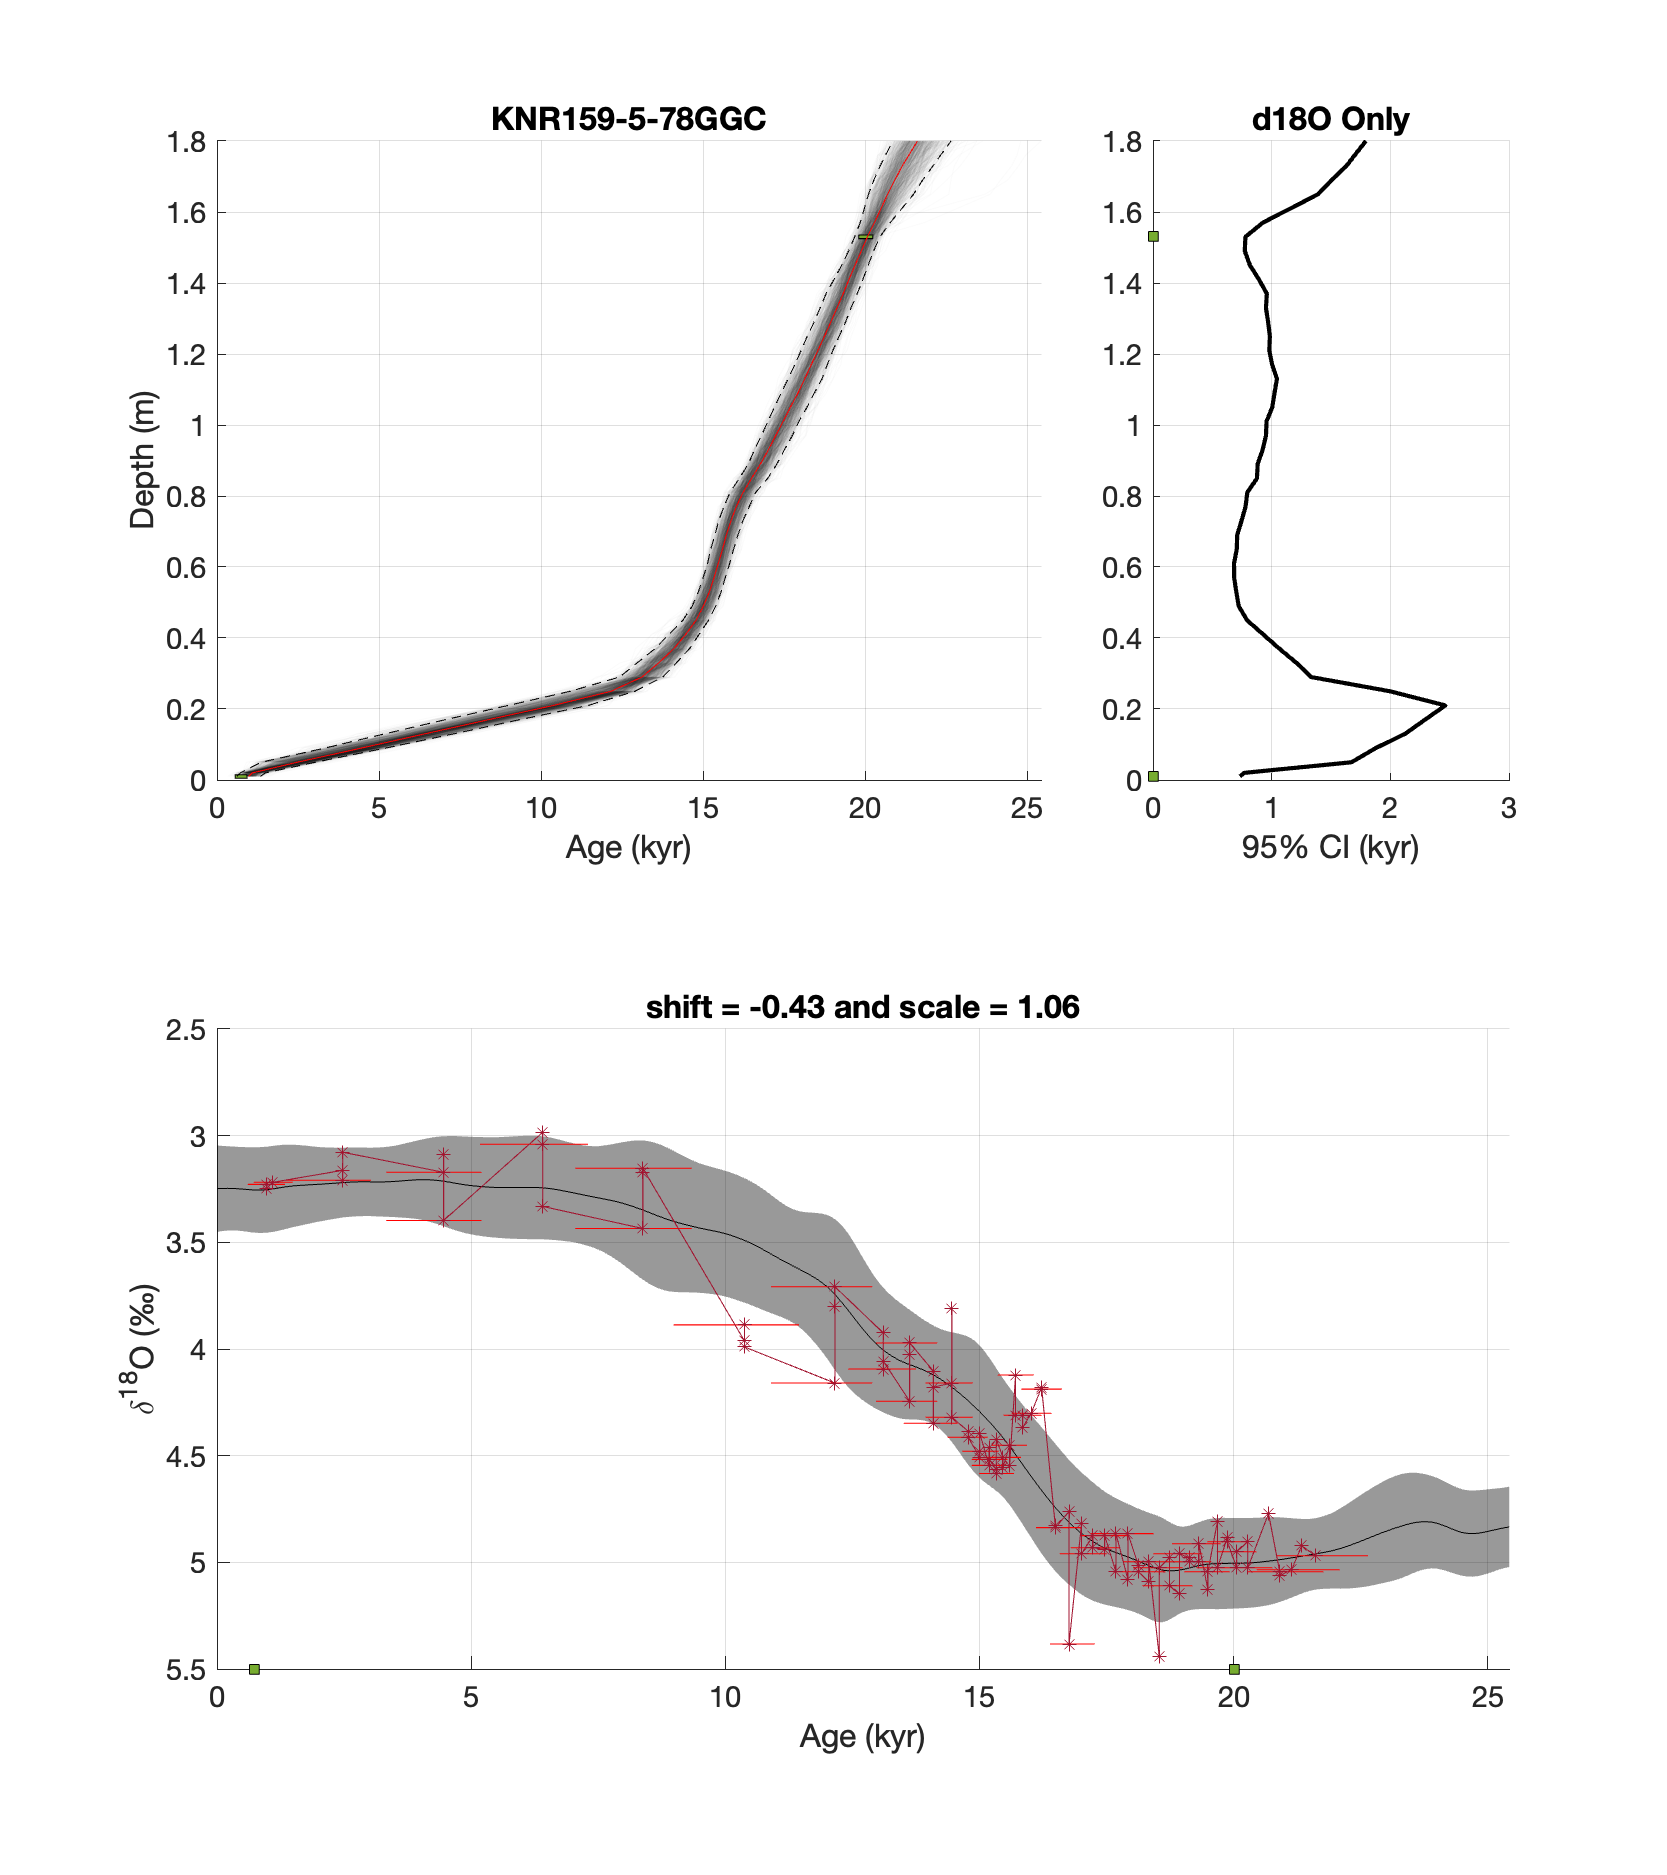 KNR159-5-78GGC
1.8
1.6
1.4
1.2
1
0.8
0.6
0.4
0.2
0
Depth (m)
0 5 10 15 20 25
Age (kyr)
d18O Only
1.8
1.6
1.4
1.2
1
0.8
0.6
0.4
0.2
0
0 1 2 3
95% CI (kyr)
shift = -0.43 and scale = 1.06
2.5
3
3.5
4
4.5
5
5.5
δ18O (‰)
0 5 10 15 20 25
Age (kyr)